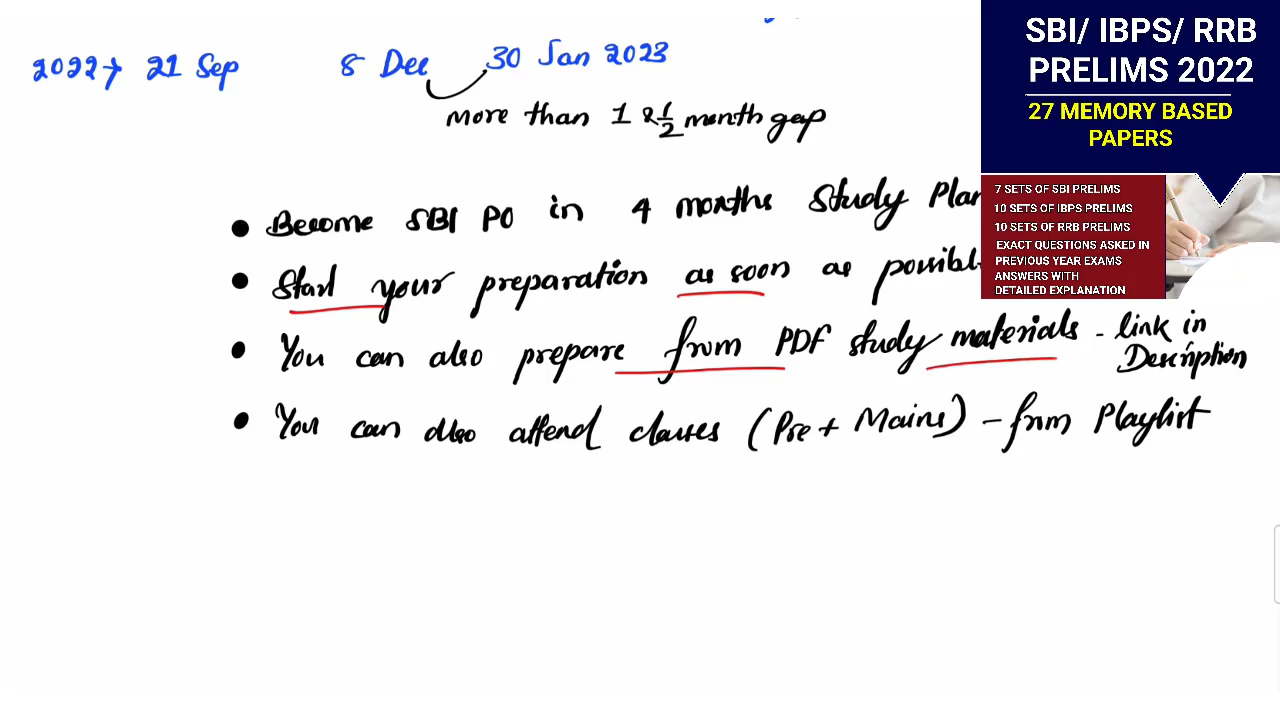 2022 → 21 Sep 8 Dec 30 Jan 2023
More than 1 & 1/2 month gap
• Become SBI PO in 4 months Study Plan
• Start your preparation as soon as possibl
• You can also prepare from PDF study materials - link in Description
• You can also attend classes (Pre + Mains) - from Playlist
SBI/ IBPS/ RRB
PRELIMS 2022
27 MEMORY BASED
PAPERS
7 SETS OF SBI PRELIMS
10 SETS OF IBPS PRELIMS
10 SETS OF RRB PRELIMS
EXACT QUESTIONS ASKED IN
PREVIOUS YEAR EXAMS
ANSWERS WITH
DETAILED EXPLANATION